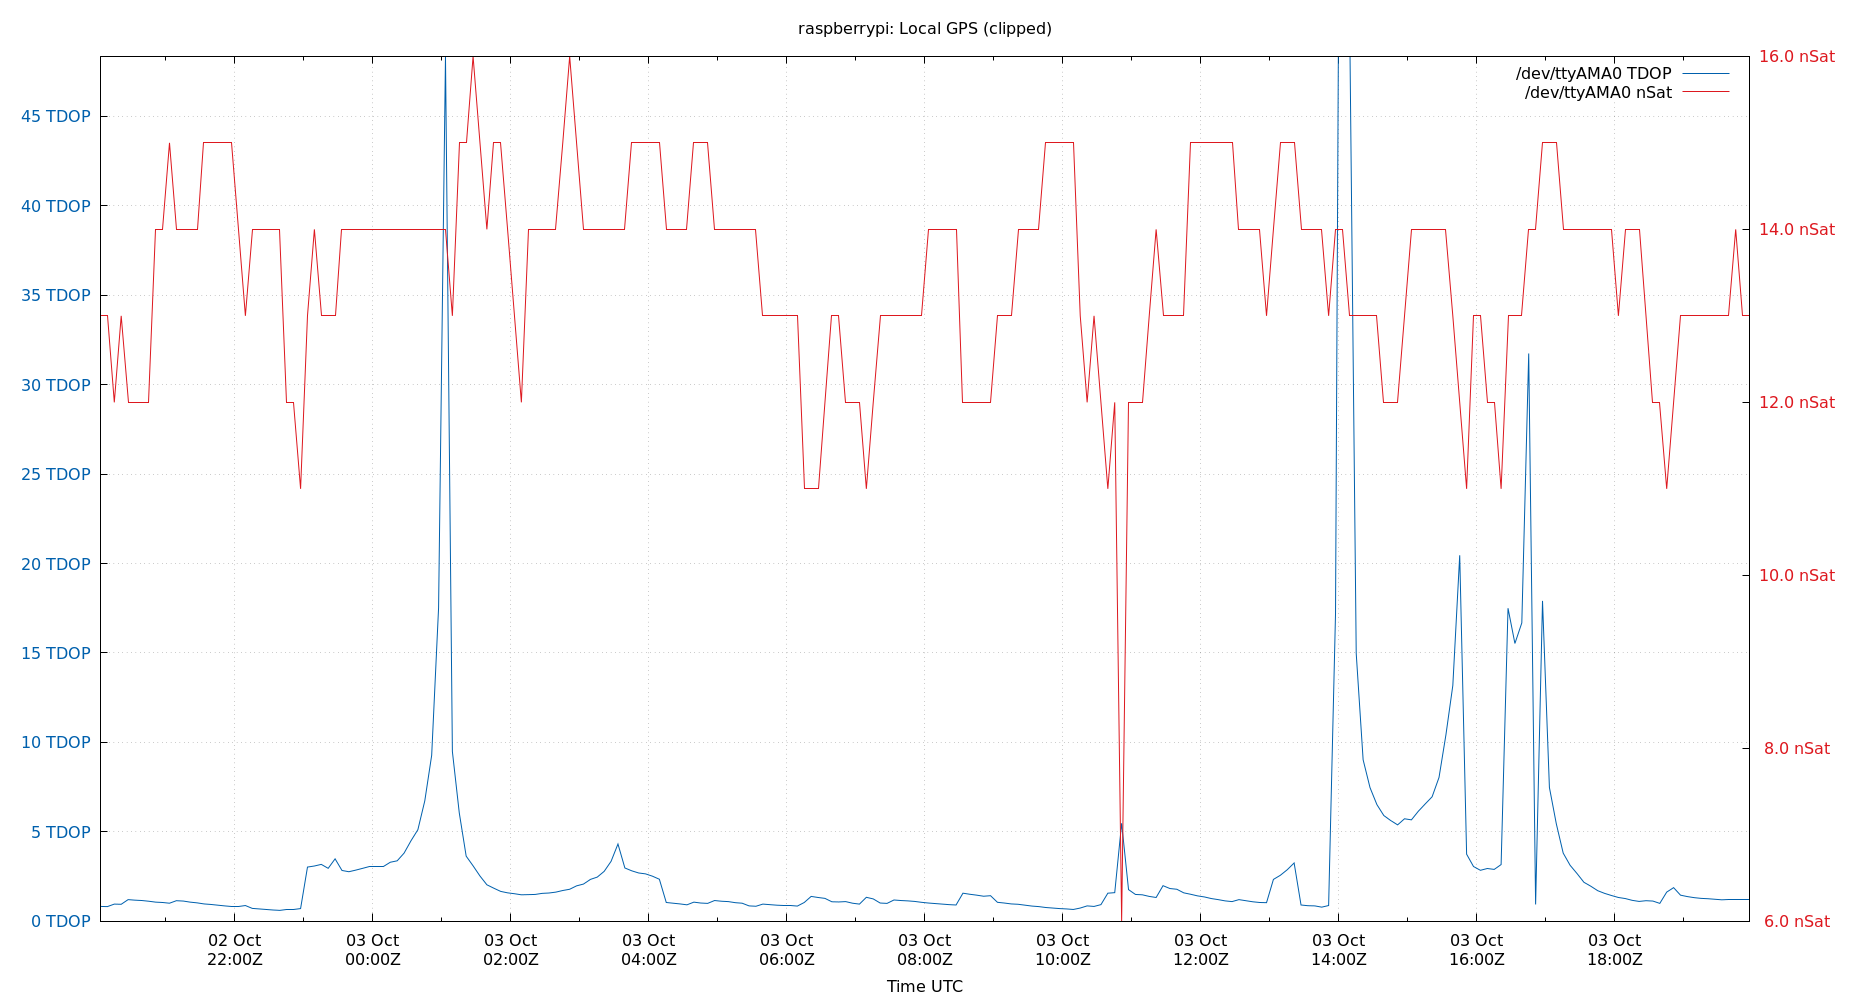 raspberrypi: Local GPS (clipped)
16.0 nSat
/dev/ttyAMA0 TDOP
/dev/ttyAMA0 nSat
45 TDOP
40 TDOP
14.0 nSat
35 TDOP
30 TDOP
12.0 nSat
25 TDOP
20 TDOP
10.0 nSat
15 TDOP
10 TDOP
8.0 nSat
5 TDOP
0 TDOP
6.0 nSat
02 Oct 03 Oct 03 Oct 03 Oct 03 Oct 03 Oct 03 Oct 03 Oct 03 Oct 03 Oct 03 Oct
22:00Z 00:00Z 02:00Z 04:00Z 06:00Z 08:00Z 10:00Z 12:00Z 14:00Z 16:00Z 18:00Z
Time UTC